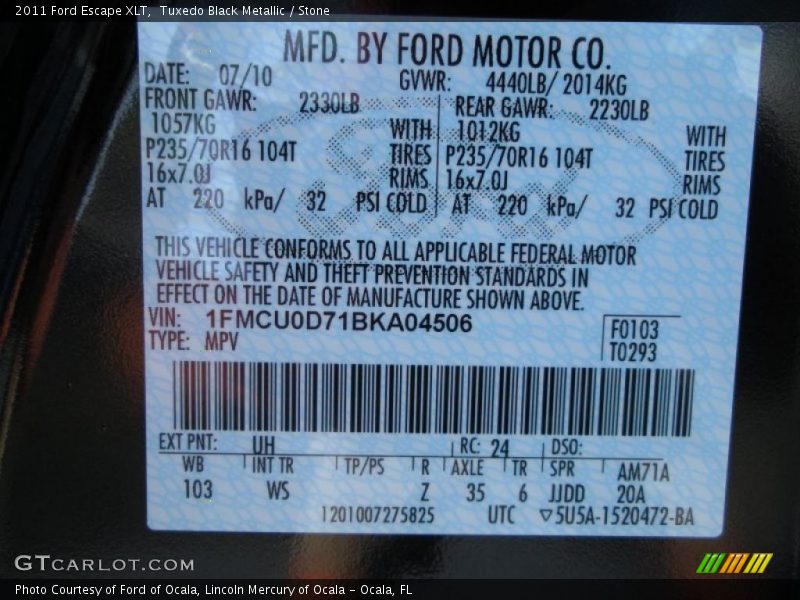 2011 Ford Escape XLT,  Tuxedo Black Metallic / Stone
MFD. BY FORD MOTOR CO.
DATE: 07/10 GVWR: 4440LB/ 2014KG
FRONT GAWR: 2330LB REAR GAWR: 2230LB
1057KG WITH 1012KG WITH
P235/70R16 104T TIRES P235/70R16 104T TIRES
16x7.0J RIMS 16x7.0J RIMS
AT 220 kPa/ 32 PSI COLD AT 220 kPa/ 32 PSI COLD
THIS VEHICLE CONFORMS TO ALL APPLICABLE FEDERAL MOTOR
VEHICLE SAFETY AND THEFT PREVENTION STANDARDS IN
EFFECT ON THE DATE OF MANUFACTURE SHOWN ABOVE.
VIN: 1FMCU0D71BKA04506 F0103
TYPE: MPV T0293
EXT PNT: UH RC: 24 DSO:
WB INT TR TP/PS R AXLE TR SPR AM71A
103 WS Z 35 6 JJDD 20A
1201007275825 UTC ▽5U5A-1520472-BA
GTCARLOT.COM
Photo Courtesy of Ford of Ocala, Lincoln Mercury of Ocala – Ocala, FL